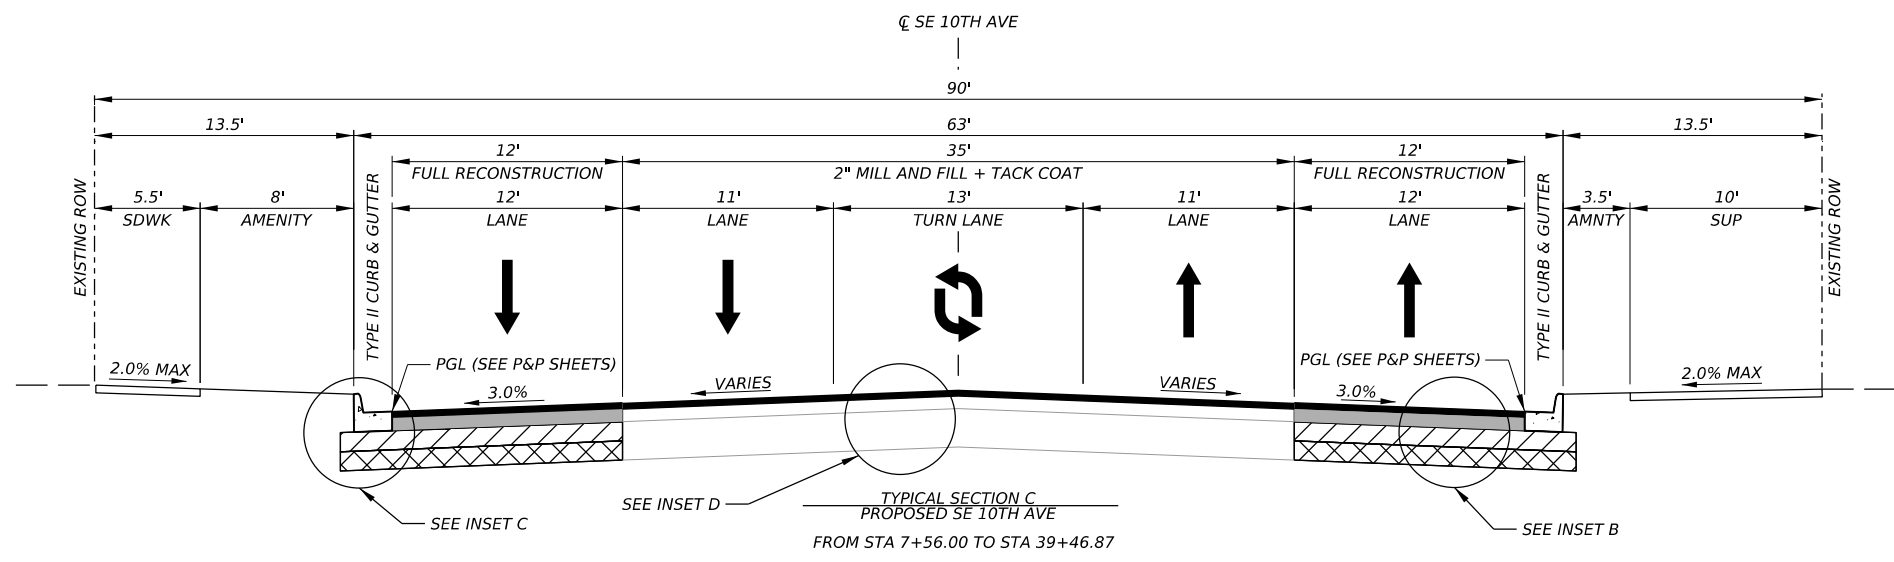 ℄ SE 10TH AVE
90'
13.5'
63'
13.5'
12'
35'
12'
FULL RECONSTRUCTION
2" MILL AND FILL + TACK COAT
FULL RECONSTRUCTION
5.5'
8'
12'
11'
13'
11'
12'
3.5'
10'
SDWK
AMENITY
LANE
LANE
TURN LANE
LANE
LANE
AMNTY
SUP
EXISTING ROW
TYPE II CURB & GUTTER
TYPE II CURB & GUTTER
EXISTING ROW
PGL (SEE P&P SHEETS)
PGL (SEE P&P SHEETS)
2.0% MAX
3.0%
VARIES
VARIES
3.0%
2.0% MAX
SEE INSET C
SEE INSET D
SEE INSET B
TYPICAL SECTION C
PROPOSED SE 10TH AVE
FROM STA 7+56.00 TO STA 39+46.87